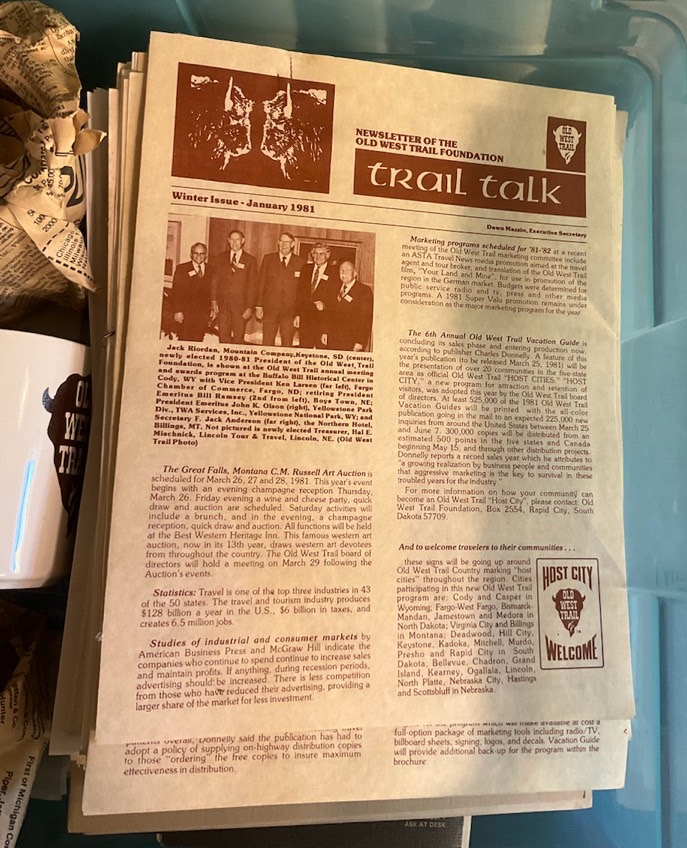 NEWSLETTER OF THE
OLD WEST TRAIL FOUNDATION
OLD
WEST
TRAIL
trail talk
Winter Issue - January 1981
Dawn Mazzio, Executive Secretary
Jack Riordan, Mountain Company, Keystone, SD (center),
newly elected 1980-81 President of the Old West Trail
Foundation, is shown at the Old West Trail annual meeting
and awards program at the Buffalo Bill Historical Center in
Cody, WY with Vice President Ken Larsen (far left), Fargo
Chamber of Commerce, Fargo, ND; retiring President
Emeritus Bill Ramsey (2nd from left), Boys Town, NE;
President Emeritus John K. Olson (right), Yellowstone Park
Div., TWA Services, Inc., Yellowstone National Park, WY; and
Secretary F. Jack Anderson (far right), the Northern Hotel,
Billings, MT. Not pictured is newly elected Treasurer, Hal E.
Mischnick, Lincoln Tour & Travel, Lincoln, NE. (Old West
Trail Photo)
The Great Falls, Montana C.M. Russell Art Auction is
scheduled for March 26, 27 and 28, 1981. This year's event
begins with an evening champagne reception Thursday,
March 26. Friday evening a wine and cheese party, quick
draw and auction are scheduled. Saturday activities
include a brunch, and in the evening, a champagne
reception, quick draw and auction. All functions will be held
at the Best Western Heritage Inn. This famous western art
auction, now in its 13th year, draws western art devotees
from throughout the country. The Old West Trail board of
directors will hold a meeting on March 29 following the
Auction's events.
Statistics: Travel is one of the top three industries in 43
of the 50 states. The travel and tourism industry produces
$128 billion a year in the U.S., $6 billion in taxes, and
creates 6.5 million jobs.
Studies of industrial and consumer markets by
American Business Press and McGraw Hill indicate the
companies who continue to spend continue to increase sales
and maintain profits. If anything, during recession periods,
advertising should be increased. There is less competition
from those who have reduced their advertising, providing a
larger share of the market for less investment.
Marketing programs scheduled for '81-'82 at a recent
meeting of the Old West Trail marketing committee include
an ASTA Travel News media promotion aimed at the travel
agent and tour broker, and translation of the Old West Trail
film, "Your Land and Mine", for use in promotion of the
region in the German market. Budgets were determined for
public service radio and tv, press and other media
programs. A 1981 Super Valu promotion remains under
consideration as the major marketing program for the year.
The 6th Annual Old West Trail Vacation Guide is
concluding its sales phase and entering production now,
according to publisher Charles Donnelly. A feature of this
year's publication (to be released March 25, 1981) will be
the presentation of over 20 communities in the five-state
area as official Old West Trail "HOST CITIES." "HOST
CITY," a new program for attraction and retention of
visitors, was adopted this year by the Old West Trail board
of directors. At least 525,000 of the 1981 Old West Trail
Vacation Guides will be printed with the all-color
publication going in the mail to an expected 225,000 new
inquiries from around the United States between March 25
and June 7. 300,000 copies will be distributed from an
estimated 500 points in the five states and Canada
beginning May 15, and through other distribution projects.
Donnelly reports a record sales year which he attributes to
"a growing realization by business people and communities
that aggressive marketing is the key to survival in these
troubled years for the industry."
For more information on how your community can
become an Old West Trail "Host City", please contact: Old
West Trail Foundation, Box 2554, Rapid City, South
Dakota 57709.
And to welcome travelers to their communities . . .
these signs will be going up around
Old West Trail Country marking "host
cities" throughout the region. Cities
participating in this new Old West Trail
program are: Cody and Casper in
Wyoming; Fargo-West Fargo, Bismarck-
Mandan, Jamestown and Medora in
North Dakota; Virginia City and Billings
in Montana; Deadwood, Hill City,
Keystone, Kadoka, Mitchell, Murdo,
Presho and Rapid City in South
Dakota; Bellevue, Chadron, Grand
Island, Kearney, Ogallala, Lincoln,
North Platte, Nebraska City, Hastings
and Scottsbluff in Nebraska.
HOST CITY
OLD
WEST
TRAIL
WELCOME
overall, Donnelly said the publication has had to
adopt a policy of supplying on-highway distribution copies
to those "ordering" the free copies to insure maximum
effectiveness in distribution.
program which will make available at cost a
full-option package of marketing tools including radio/TV,
billboard sheets, signing, logos, and decals. Vacation Guide
will provide additional back-up for the program within the
brochure.
ASK AT DESK
First of Michigan Co